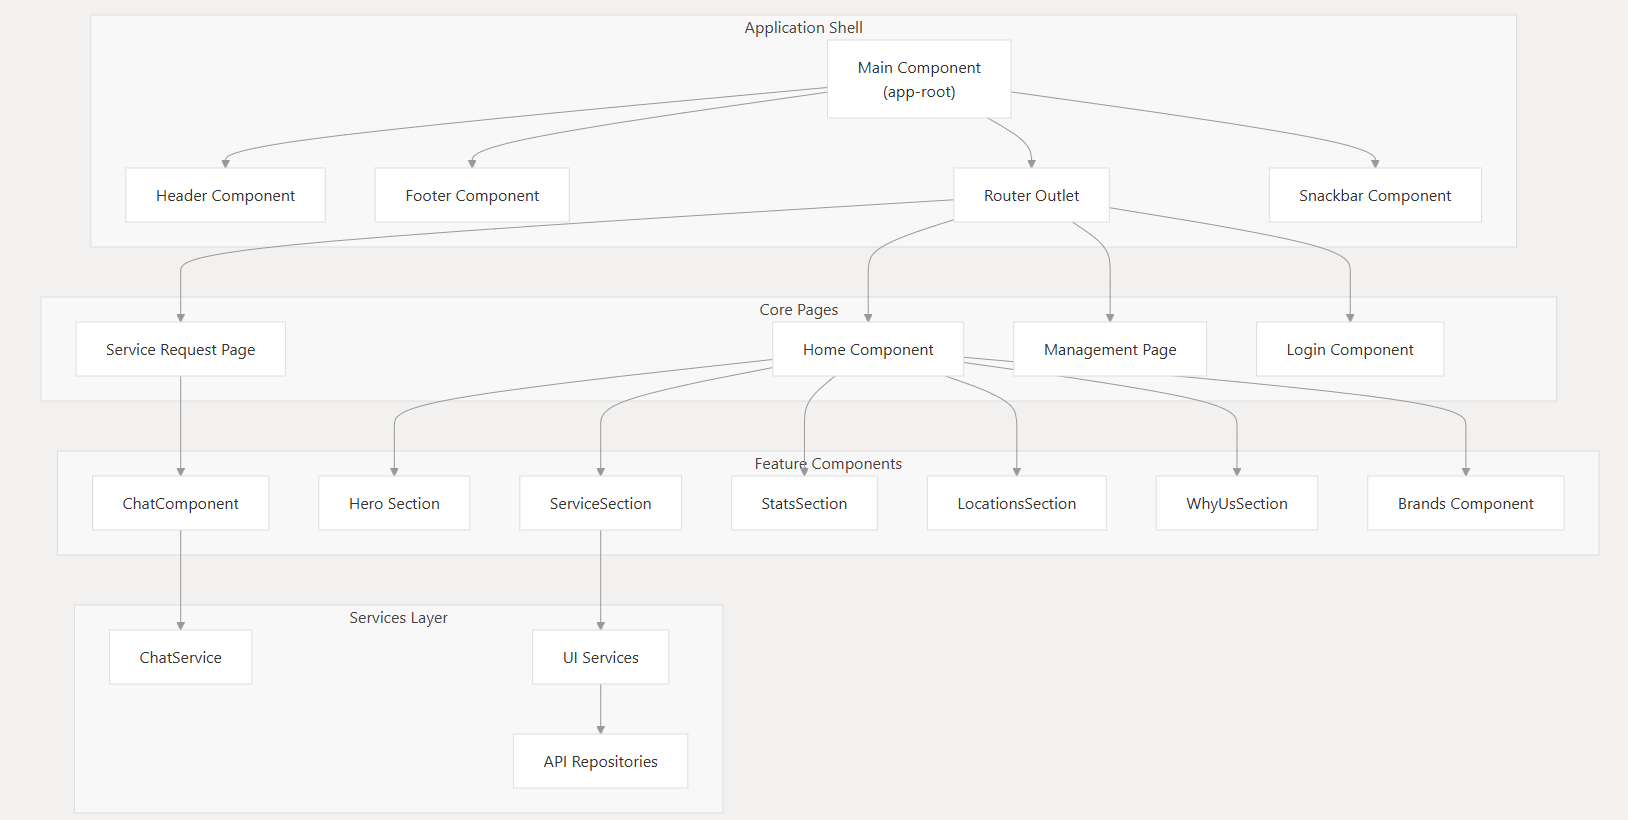 Application Shell
Main Component
(app-root)
Header Component
Footer Component
Router Outlet
Snackbar Component
Core Pages
Service Request Page
Home Component
Management Page
Login Component
Feature Components
ChatComponent
Hero Section
ServiceSection
StatsSection
LocationsSection
WhyUsSection
Brands Component
Services Layer
ChatService
UI Services
API Repositories